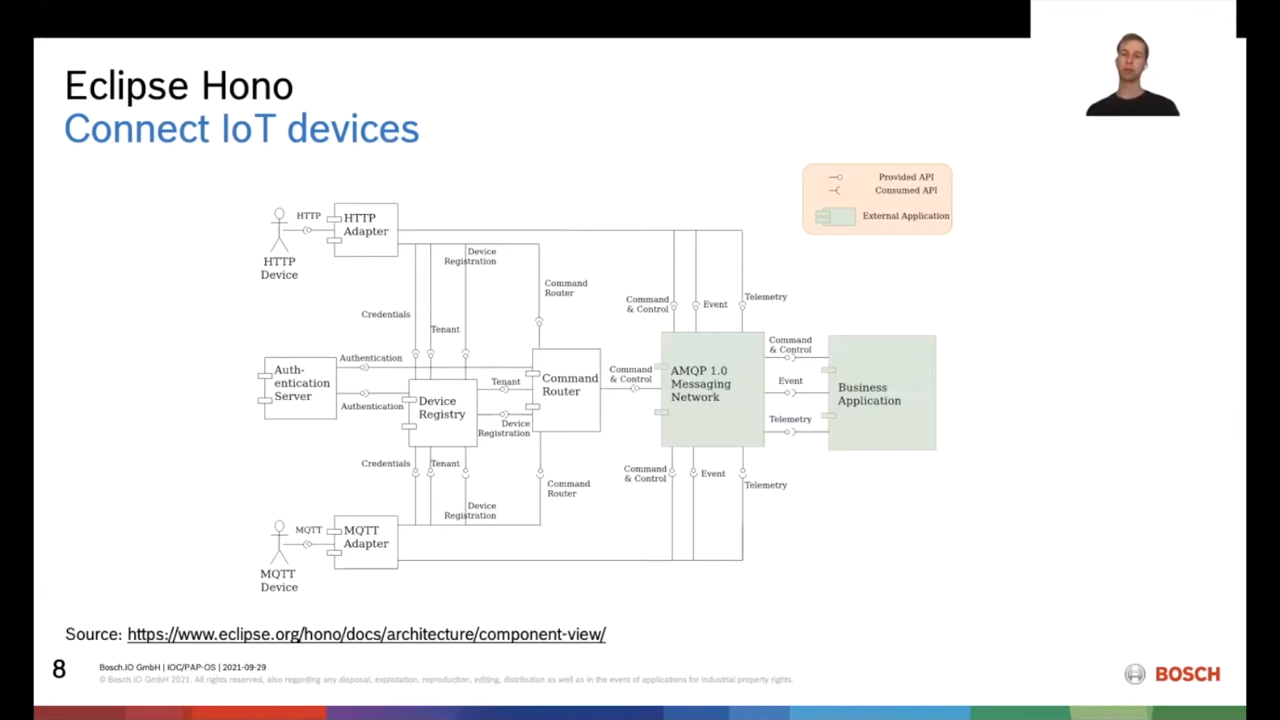 Eclipse Hono
Connect IoT devices
Provided API
Consumed API
External Application
HTTP
HTTP
Adapter
HTTP
Device
Device
Registration
Command
Router
Credentials
Tenant
Command
& Control
Event
Telemetry
Auth-
entication
Server
Authentication
Authentication
Device
Registry
Tenant
Device
Registration
Command
Router
Command
& Control
AMQP 1.0
Messaging
Network
Command
& Control
Event
Telemetry
Business
Application
Credentials
Tenant
Device
Registration
Command
Router
Command
& Control
Event
Telemetry
MQTT
MQTT
Adapter
MQTT
Device
Source: https://www.eclipse.org/hono/docs/architecture/component-view/
8
Bosch.IO GmbH | IOC/PAP-OS | 2021-09-29
© Bosch.IO GmbH 2021. All rights reserved, also regarding any disposal, exploitation, reproduction, editing, distribution as well as in the event of applications for industrial property rights.
BOSCH